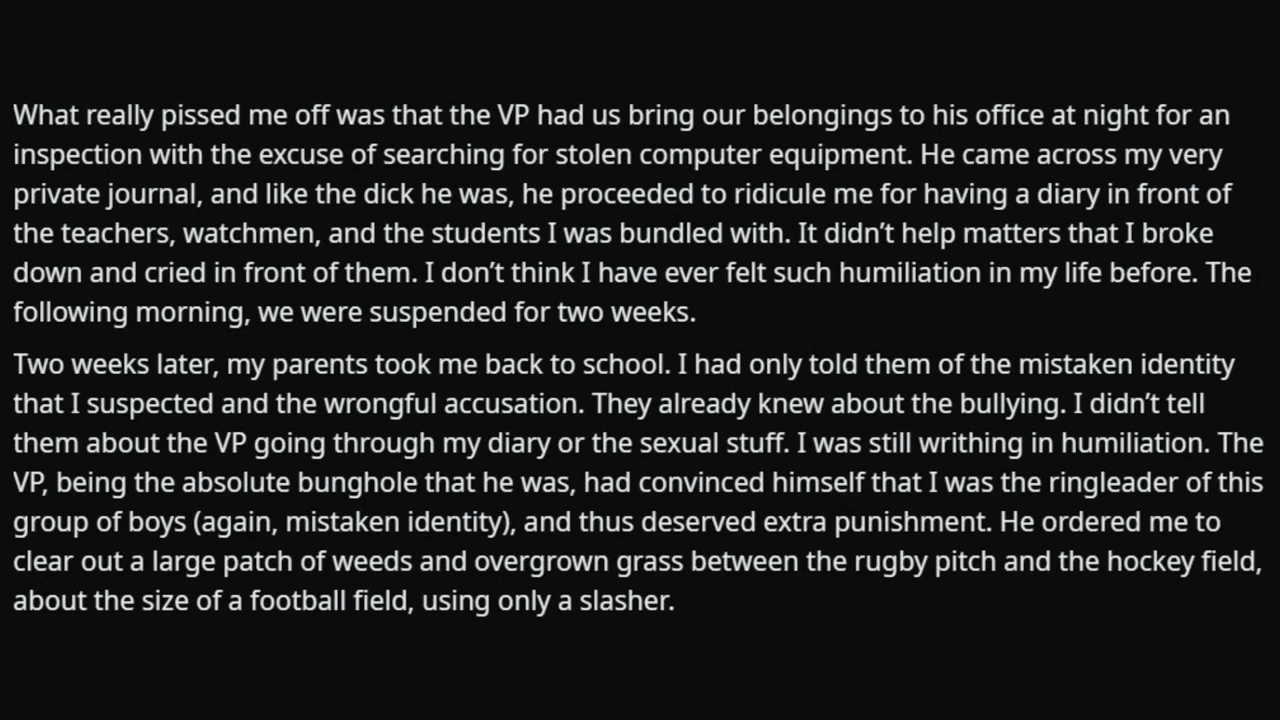 What really pissed me off was that the VP had us bring our belongings to his office at night for an
inspection with the excuse of searching for stolen computer equipment. He came across my very
private journal, and like the dick he was, he proceeded to ridicule me for having a diary in front of
the teachers, watchmen, and the students I was bundled with. It didn’t help matters that I broke
down and cried in front of them. I don’t think I have ever felt such humiliation in my life before. The
following morning, we were suspended for two weeks.
Two weeks later, my parents took me back to school. I had only told them of the mistaken identity
that I suspected and the wrongful accusation. They already knew about the bullying. I didn’t tell
them about the VP going through my diary or the sexual stuff. I was still writhing in humiliation. The
VP, being the absolute bunghole that he was, had convinced himself that I was the ringleader of this
group of boys (again, mistaken identity), and thus deserved extra punishment. He ordered me to
clear out a large patch of weeds and overgrown grass between the rugby pitch and the hockey field,
about the size of a football field, using only a slasher.